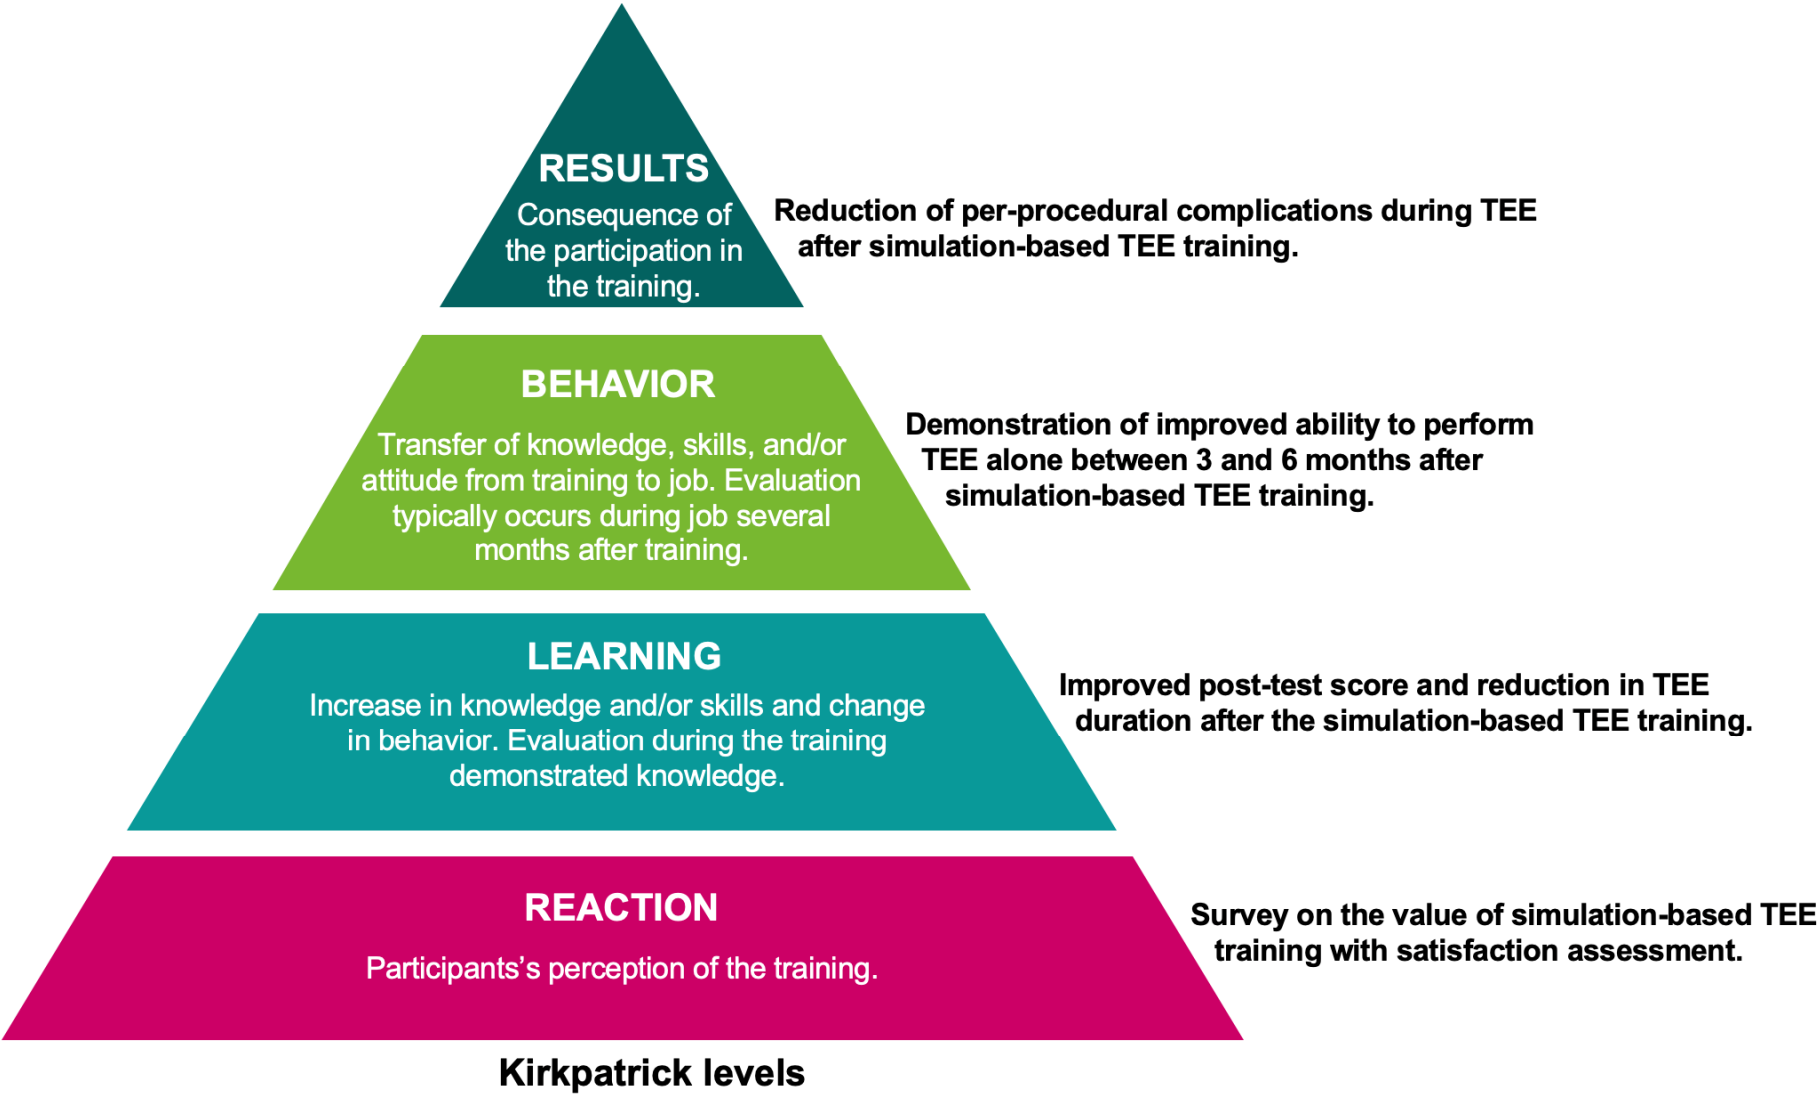 RESULTS
Consequence of
the participation in
the training.
Reduction of per-procedural complications during TEE
after simulation-based TEE training.
BEHAVIOR
Transfer of knowledge, skills, and/or
attitude from training to job. Evaluation
typically occurs during job several
months after training.
Demonstration of improved ability to perform
TEE alone between 3 and 6 months after
simulation-based TEE training.
LEARNING
Increase in knowledge and/or skills and change
in behavior. Evaluation during the training
demonstrated knowledge.
Improved post-test score and reduction in TEE
duration after the simulation-based TEE training.
REACTION
Participants’s perception of the training.
Survey on the value of simulation-based TEE
training with satisfaction assessment.
Kirkpatrick levels